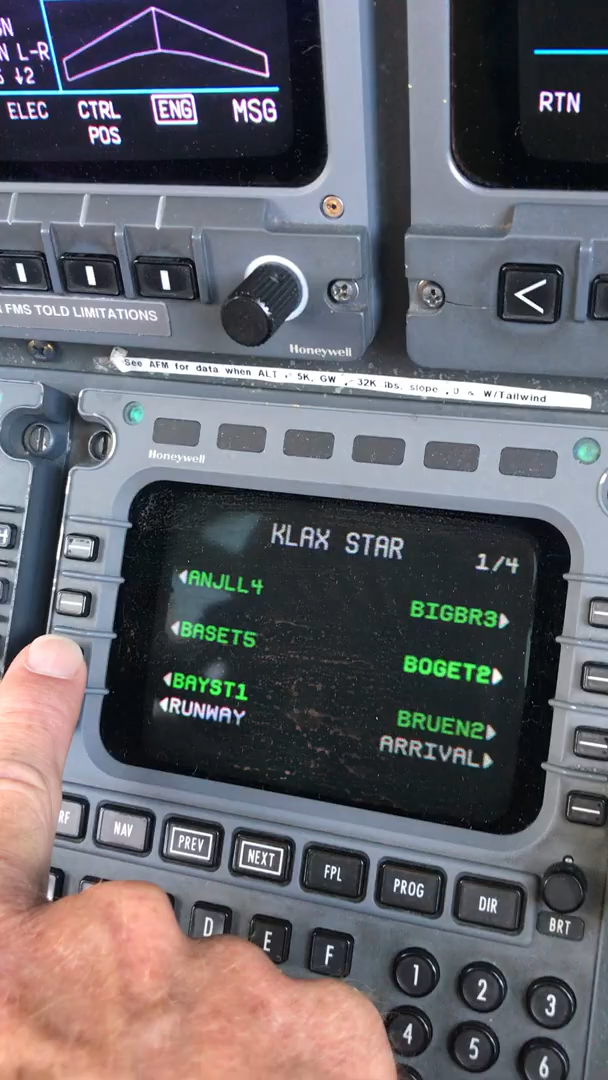 N L-R
↓2
ELEC CTRL POS ENG MSG
RTN
FMS TOLD LIMITATIONS
<
Honeywell
See AFM for data when ALT 5K, GW 32K lbs, slope 0 & W/Tailwind
Honeywell
KLAX STAR 1/4
◀ANJLL4
BIGBR3▶
◀BASET5
BOGET2▶
◀BAYST1
BRUEN2▶
◀RUNWAY
ARRIVAL▶
NAV PREV NEXT FPL PROG DIR
BRT
D E F
1 2 3
4 5 6